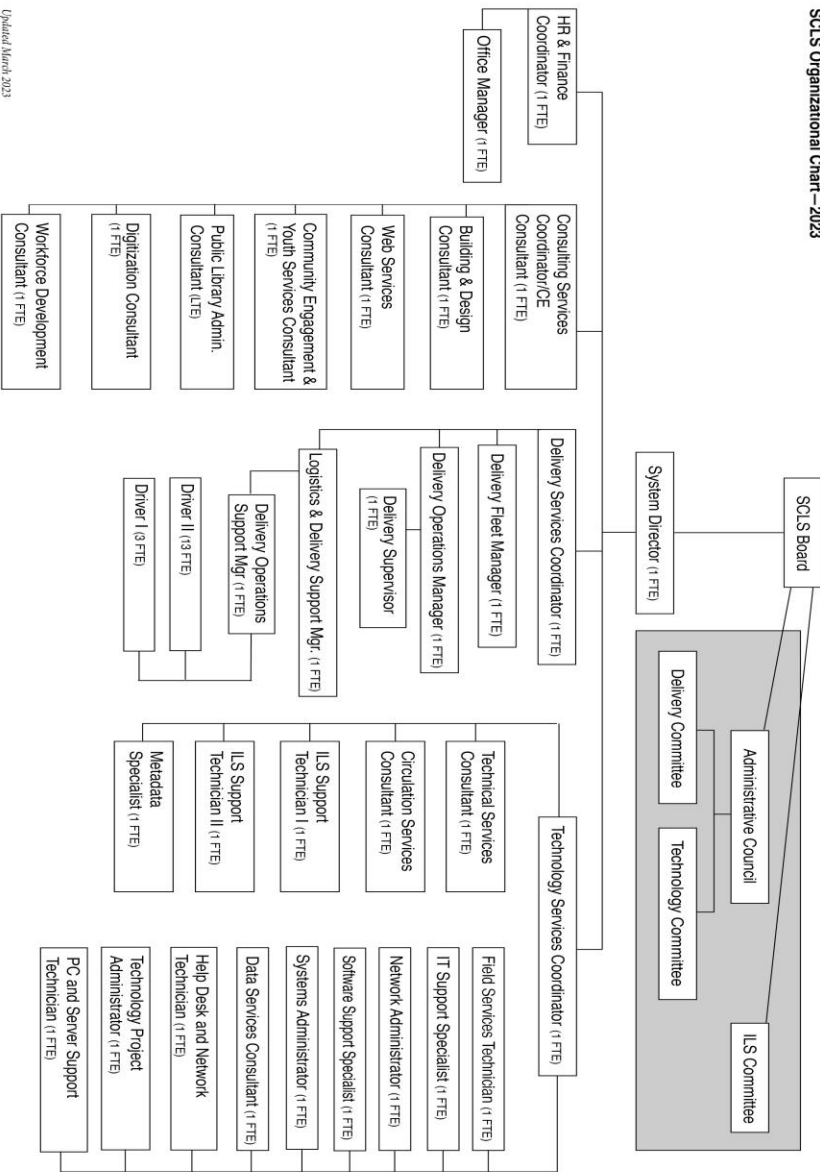 SCLS Organizational Chart—2023
SCLS Board
System Director (1 FTE)
Administrative Council
ILS Committee
Delivery Committee
Technology Committee
HR & Finance
Coordinator (1 FTE)
Office Manager (1 FTE)
Consulting Services
Coordinator/CE
Consultant (1 FTE)
Building & Design
Consultant (1 FTE)
Web Services
Consultant (1 FTE)
Community Engagement &
Youth Services Consultant
(1 FTE)
Public Library Admin.
Consultant (LTE)
Digitization Consultant
(1 FTE)
Workforce Development
Consultant (1 FTE)
Delivery Services Coordinator (1 FTE)
Delivery Fleet Manager (1 FTE)
Delivery Operations Manager (1 FTE)
Delivery Supervisor
(1 FTE)
Logistics & Delivery Support Mgr. (1 FTE)
Delivery Operations
Support Mgr (1 FTE)
Driver II (13 FTE)
Driver I (3 FTE)
Technology Services Coordinator (1 FTE)
Technical Services
Consultant (1 FTE)
Circulation Services
Consultant (1 FTE)
ILS Support
Technician I (1 FTE)
ILS Support
Technician II (1 FTE)
Metadata
Specialist (1 FTE)
Field Services Technician (1 FTE)
IT Support Specialist (1 FTE)
Network Administrator (1 FTE)
Software Support Specialist (1 FTE)
Systems Administrator (1 FTE)
Data Services Consultant (1 FTE)
Help Desk and Network
Technician (1 FTE)
Technology Project
Administrator (1 FTE)
PC and Server Support
Technician (1 FTE)
Updated March 2023